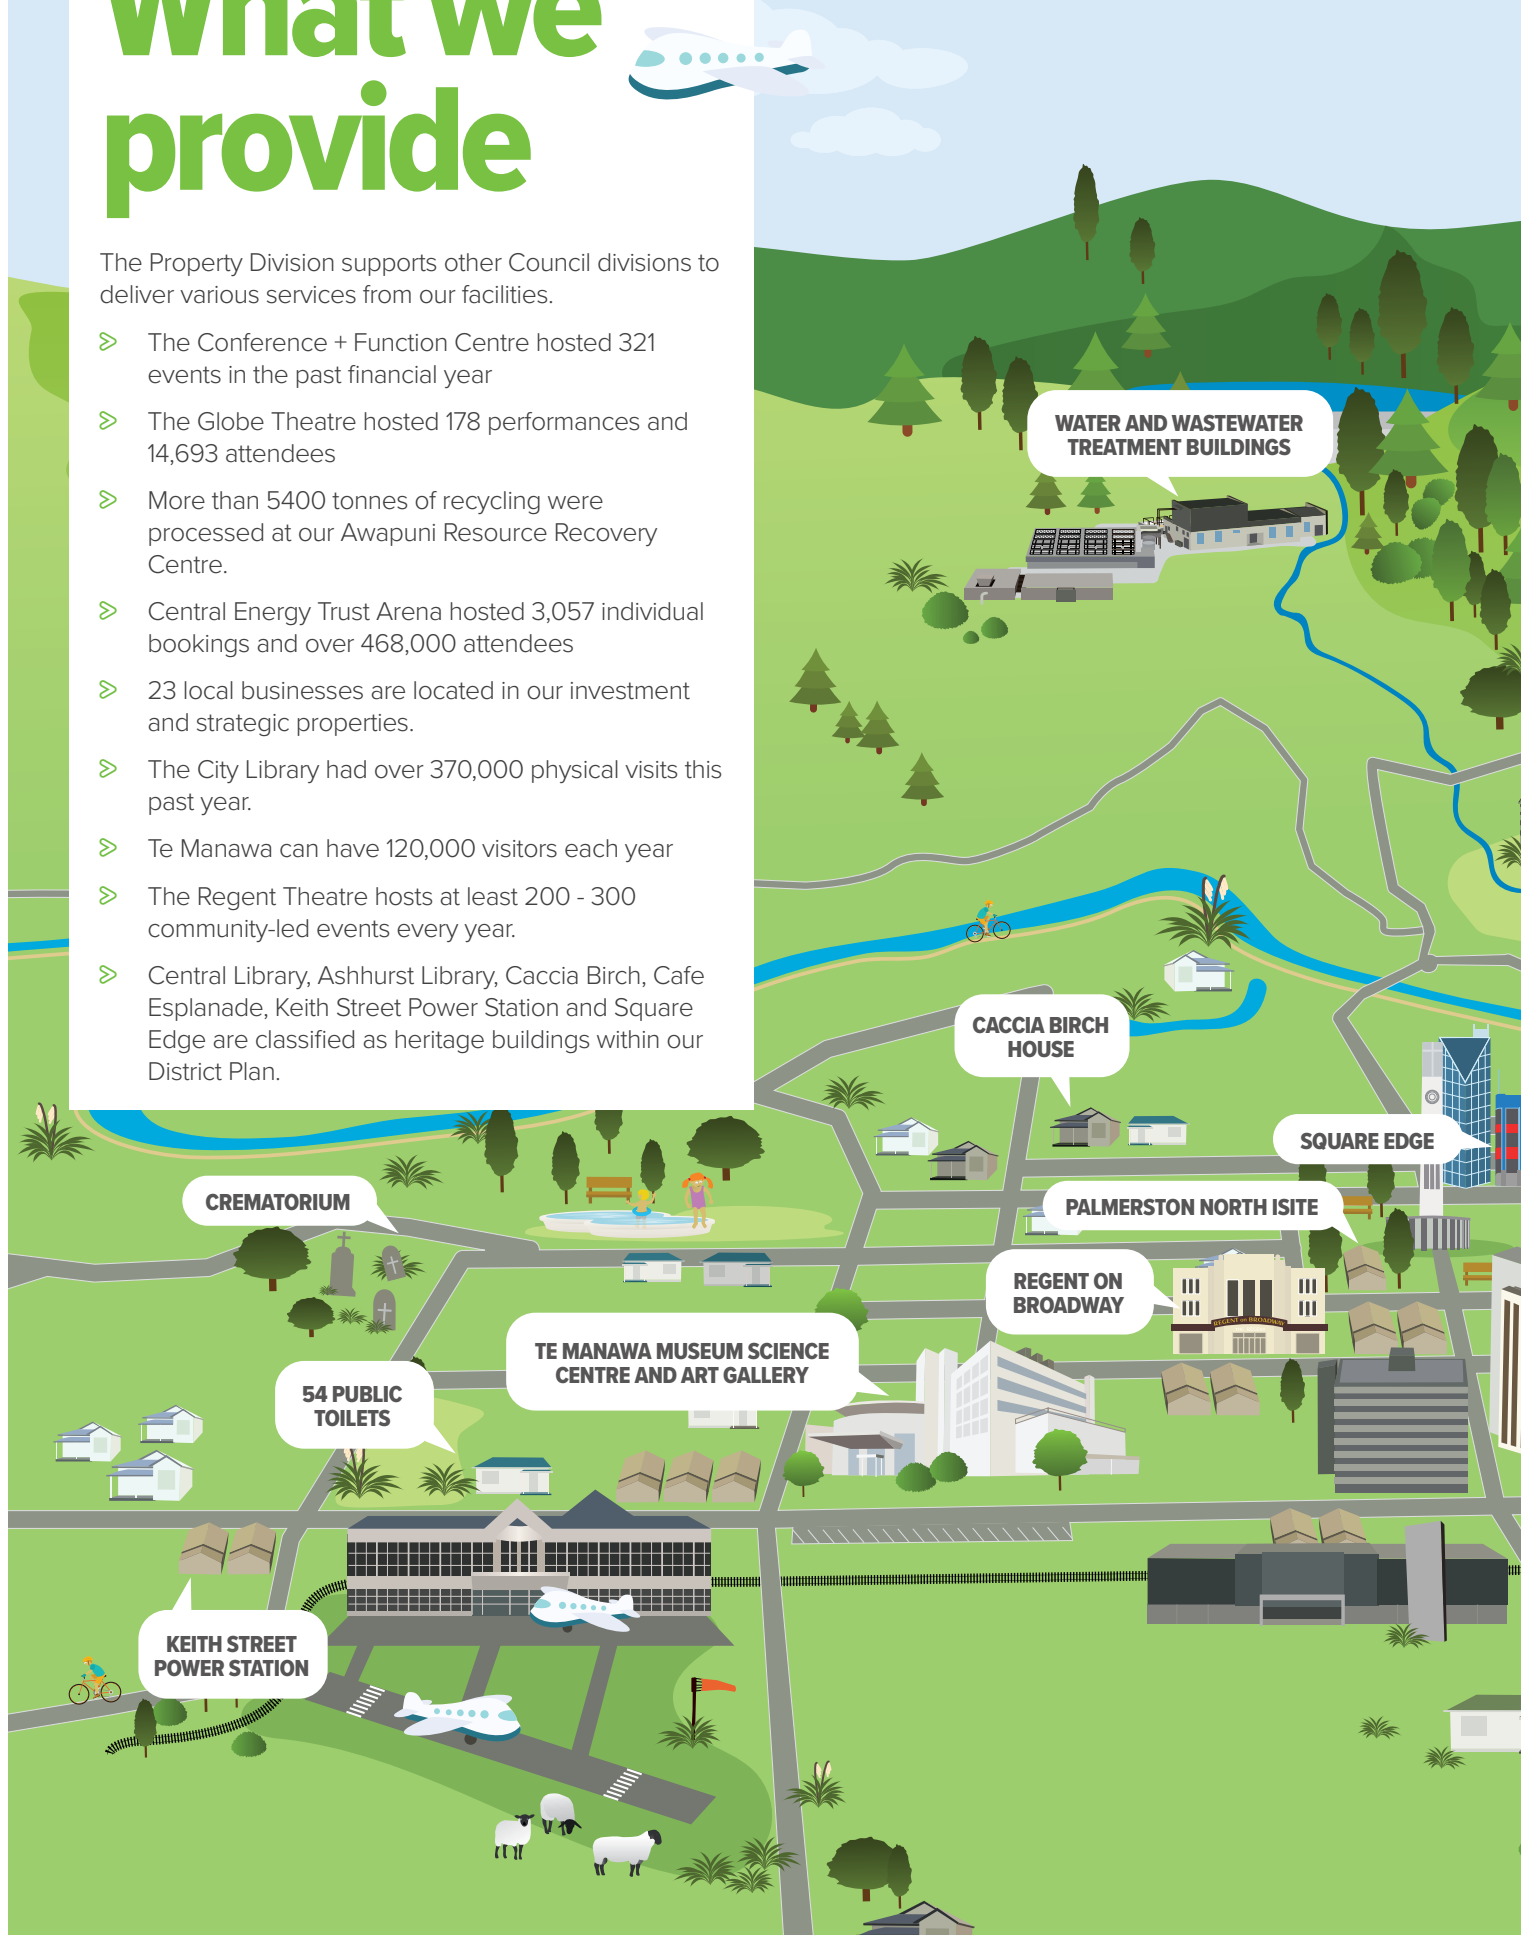 What we
provide
The Property Division supports other Council divisions to
deliver various services from our facilities.
The Conference + Function Centre hosted 321
events in the past financial year
The Globe Theatre hosted 178 performances and
14,693 attendees
More than 5400 tonnes of recycling were
processed at our Awapuni Resource Recovery
Centre.
Central Energy Trust Arena hosted 3,057 individual
bookings and over 468,000 attendees
23 local businesses are located in our investment
and strategic properties.
The City Library had over 370,000 physical visits this
past year.
Te Manawa can have 120,000 visitors each year
The Regent Theatre hosts at least 200 - 300
community-led events every year.
Central Library, Ashhurst Library, Caccia Birch, Cafe
Esplanade, Keith Street Power Station and Square
Edge are classified as heritage buildings within our
District Plan.
WATER AND WASTEWATER
TREATMENT BUILDINGS
CACCIA BIRCH
HOUSE
SQUARE EDGE
CREMATORIUM
PALMERSTON NORTH ISITE
REGENT ON
BROADWAY
REGENT ON BROADWAY
TE MANAWA MUSEUM SCIENCE
CENTRE AND ART GALLERY
54 PUBLIC
TOILETS
KEITH STREET
POWER STATION